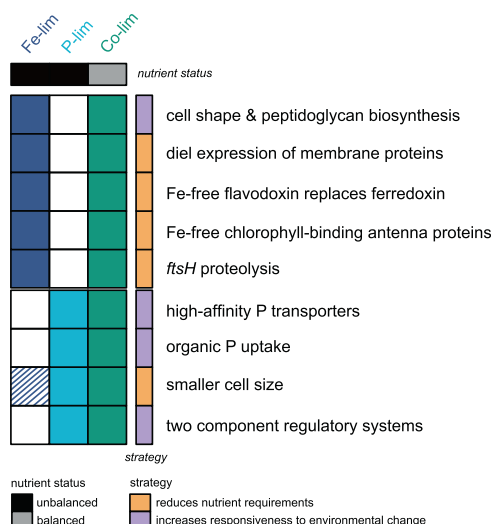 Fe-lim P-lim Co-lim
nutrient status
cell shape & peptidoglycan biosynthesis
diel expression of membrane proteins
Fe-free flavodoxin replaces ferredoxin
Fe-free chlorophyll-binding antenna proteins
ftsH proteolysis
high-affinity P transporters
organic P uptake
smaller cell size
two component regulatory systems
strategy
nutrient status strategy
unbalanced reduces nutrient requirements
balanced increases responsiveness to environmental change